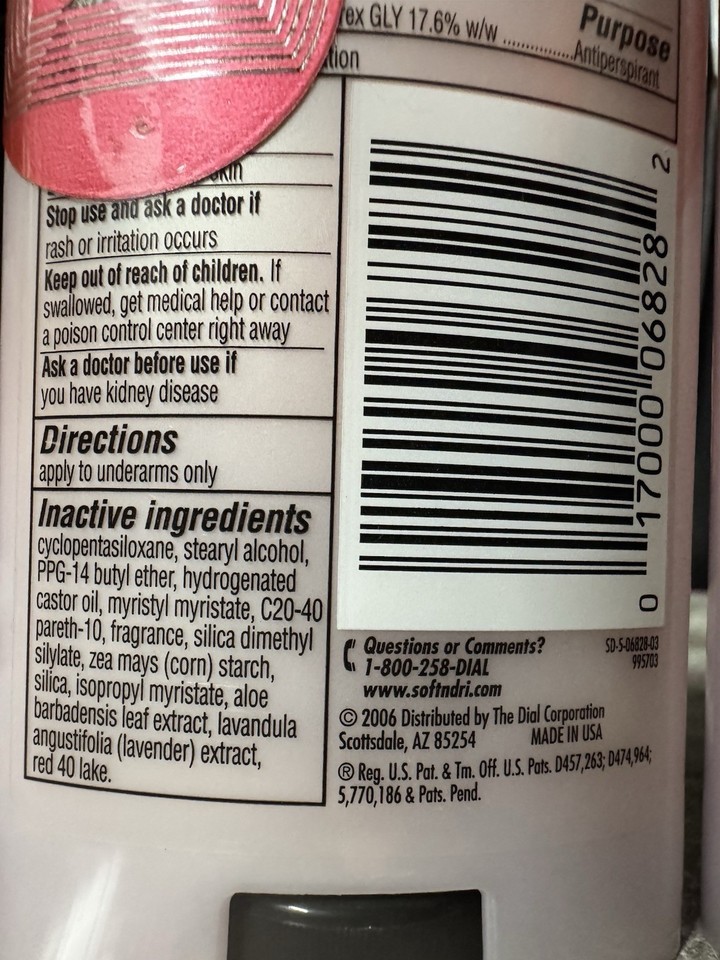 GLY 17.6% w/w
Purpose
Antiperspirant
Stop use and ask a doctor if
rash or irritation occurs
Keep out of reach of children. If
swallowed, get medical help or contact
a poison control center right away
Ask a doctor before use if
you have kidney disease
Directions
apply to underarms only
Inactive ingredients
cyclopentasiloxane, stearyl alcohol,
PPG-14 butyl ether, hydrogenated
castor oil, myristyl myristate, C20-40
pareth-10, fragrance, silica dimethyl
silylate, zea mays (corn) starch,
silica, isopropyl myristate, aloe
barbadensis leaf extract, lavandula
angustifolia (lavender) extract,
red 40 lake.
0 17000 06828 2
Questions or Comments?
1-800-258-DIAL
www.softndri.com
SD-5-06828-03
995703
© 2006 Distributed by The Dial Corporation
Scottsdale, AZ 85254 MADE IN USA
® Reg. U.S. Pat. & Tm. Off. U.S. Pats. D457,263; D474,964;
5,770,186 & Pats. Pend.